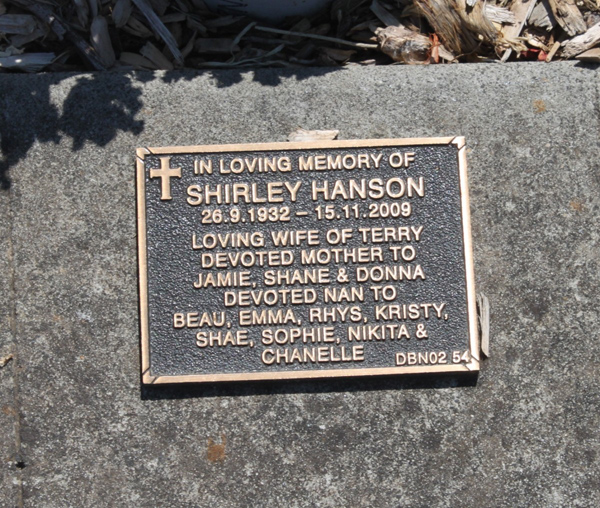 IN LOVING MEMORY OF
SHIRLEY HANSON
26.9.1932 – 15.11.2009
LOVING WIFE OF TERRY
DEVOTED MOTHER TO
JAMIE, SHANE & DONNA
DEVOTED NAN TO
BEAU, EMMA, RHYS, KRISTY,
SHAE, SOPHIE, NIKITA &
CHANELLE
DBN02 54